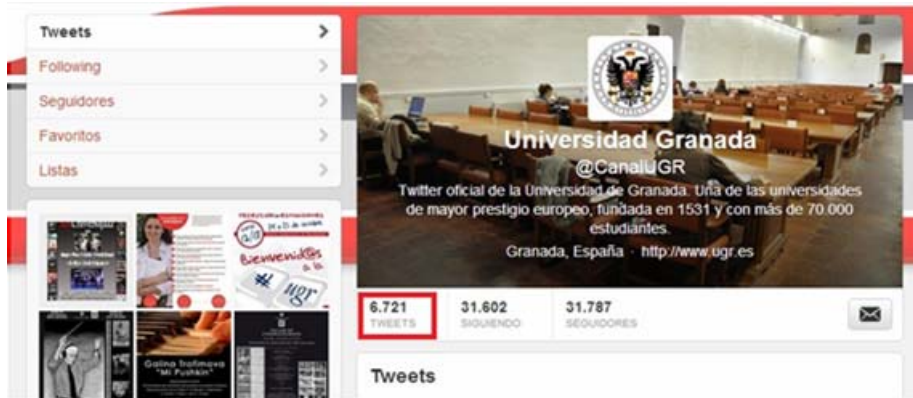 Tweets
Following
Seguidores
Favoritos
Listas
Universidad Granada
@CanalUGR
Twitter oficial de la Universidad de Granada. Una de las universidades
de mayor prestigio europeo, fundada en 1531 y con más de 70.000
estudiantes.
Granada, España · http://www.ugr.es
6.721
TWEETS
31.602
SIGUIENDO
31.787
SEGUIDORES
Tweets
Bienvenid@s
a la
# ugr
Galina Trofimova
"Mi Pushkin"